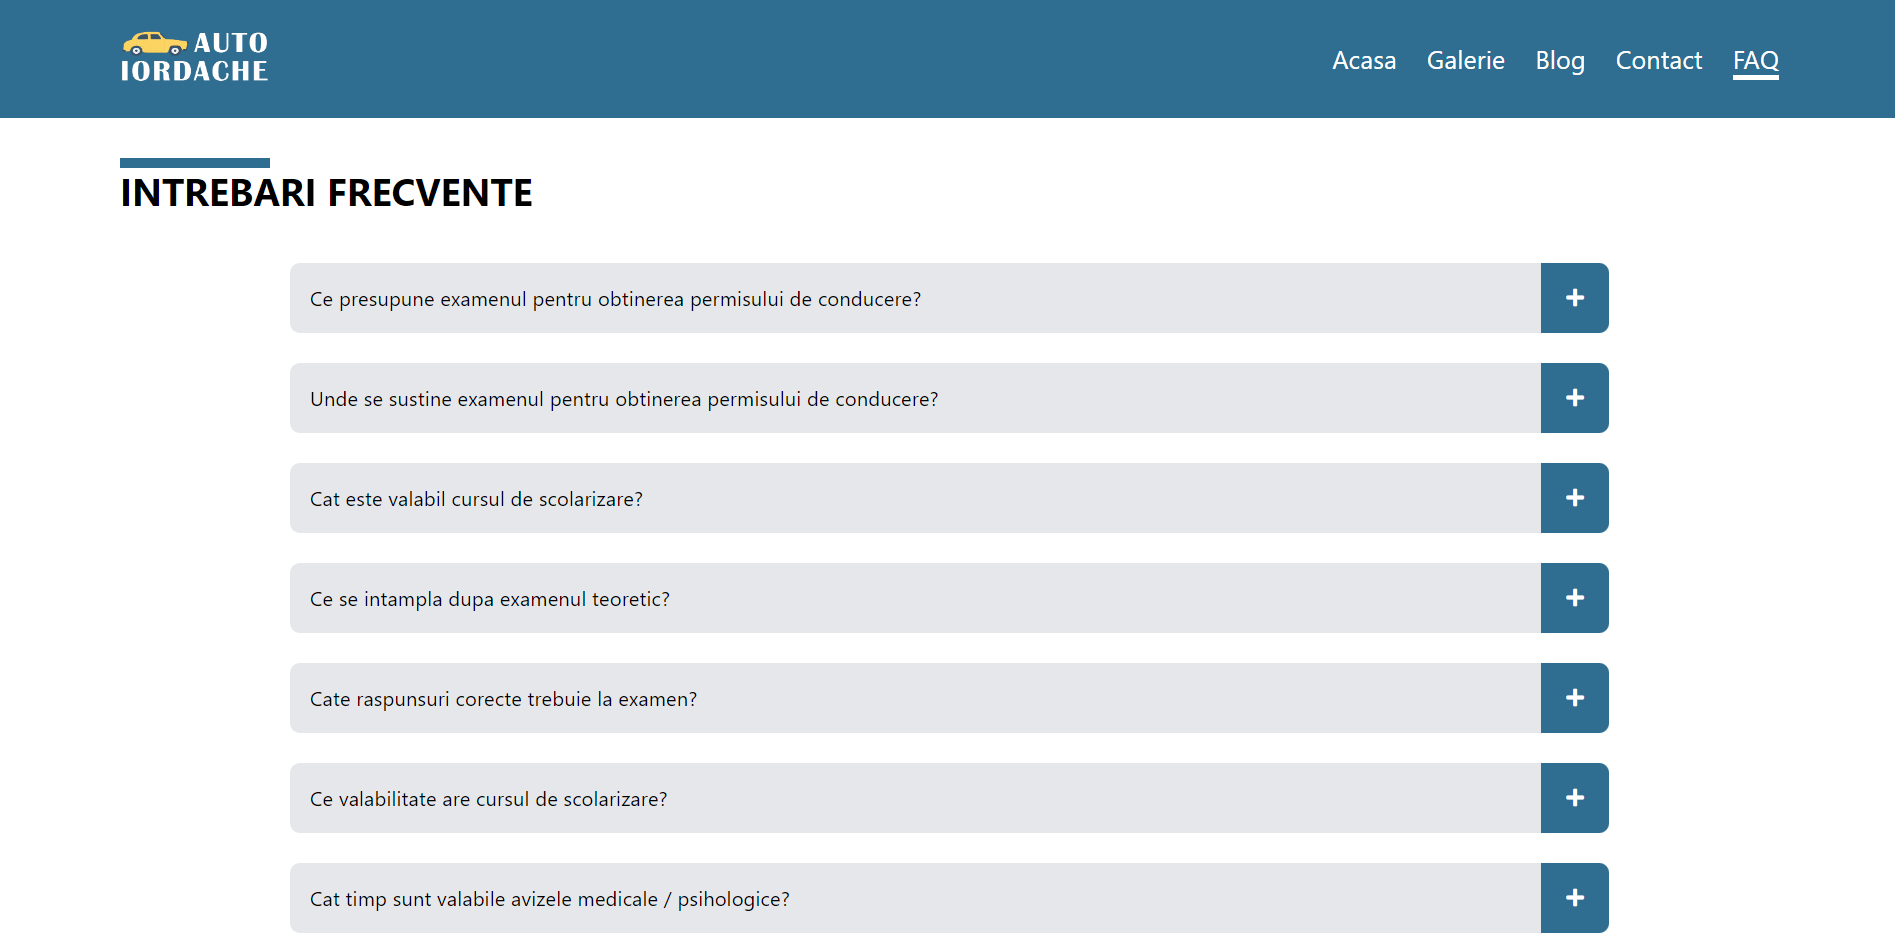 AUTO
IORDACHE
Acasa Galerie Blog Contact FAQ
INTREBARI FRECVENTE
Ce presupune examenul pentru obtinerea permisului de conducere?
Unde se sustine examenul pentru obtinerea permisului de conducere?
Cat este valabil cursul de scolarizare?
Ce se intampla dupa examenul teoretic?
Cate raspunsuri corecte trebuie la examen?
Ce valabilitate are cursul de scolarizare?
Cat timp sunt valabile avizele medicale / psihologice?